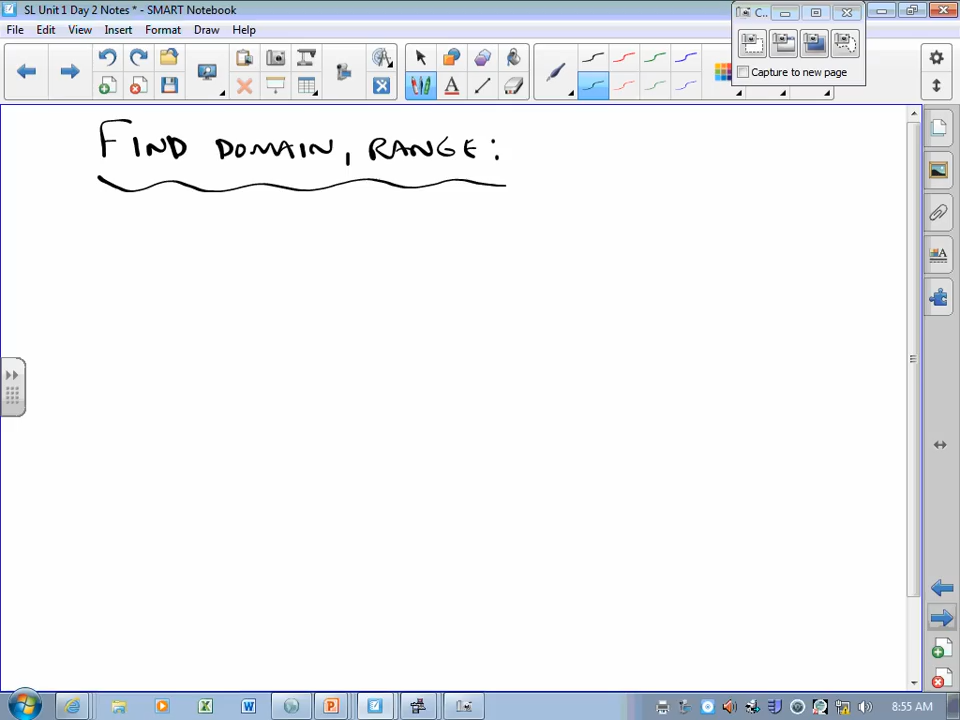 SL Unit 1 Day 2 Notes * - SMART Notebook
C..
File Edit View Insert Format Draw Help
Capture to new page
FIND DOMAIN, RANGE:
8:55 AM